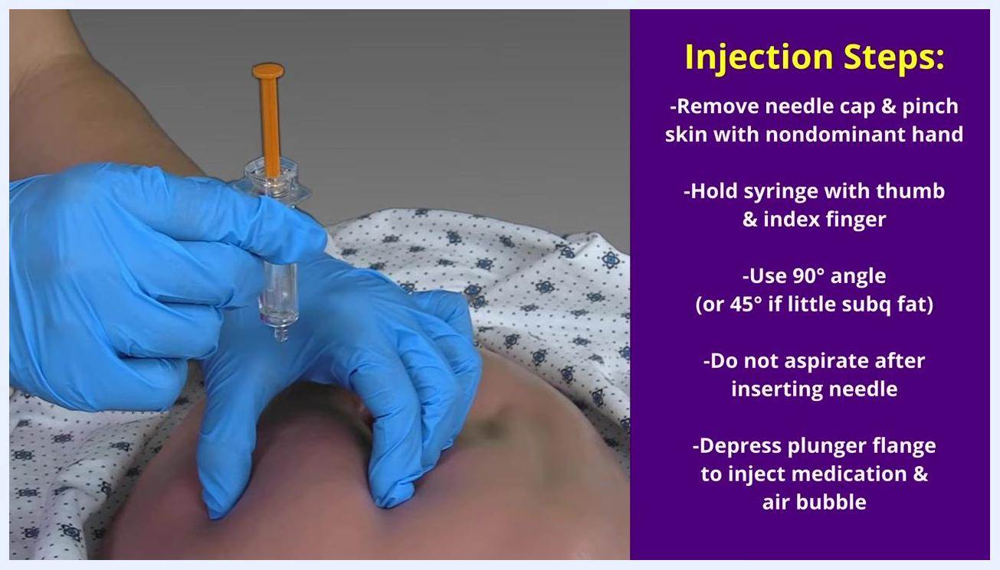 Injection Steps:
-Remove needle cap & pinch
skin with nondominant hand
-Hold syringe with thumb
& index finger
-Use 90° angle
(or 45° if little subq fat)
-Do not aspirate after
inserting needle
-Depress plunger flange
to inject medication &
air bubble